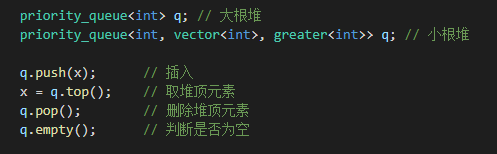 priority_queue<int> q; // 大根堆
priority_queue<int, vector<int>, greater<int>> q; // 小根堆
q.push(x);      // 插入
x = q.top();    // 取堆顶元素
q.pop();        // 删除堆顶元素
q.empty();      // 判断是否为空